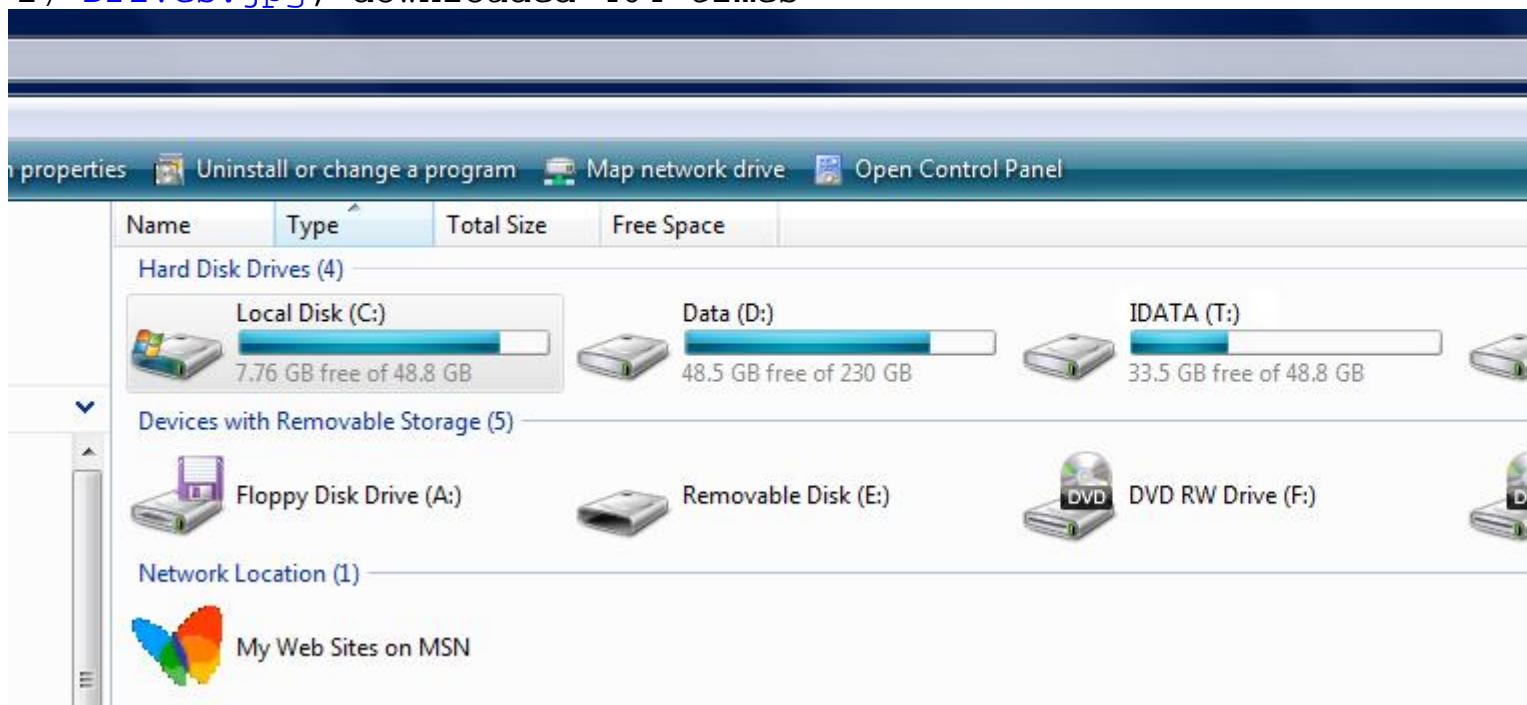 properties Uninstall or change a program Map network drive Open Control Panel
Name Type Total Size Free Space
Hard Disk Drives (4)
Local Disk (C:) Data (D:) IDATA (T:)
7.76 GB free of 48.8 GB 48.5 GB free of 230 GB 33.5 GB free of 48.8 GB
Devices with Removable Storage (5)
Floppy Disk Drive (A:) Removable Disk (E:) DVD DVD RW Drive (F:)
Network Location (1)
My Web Sites on MSN